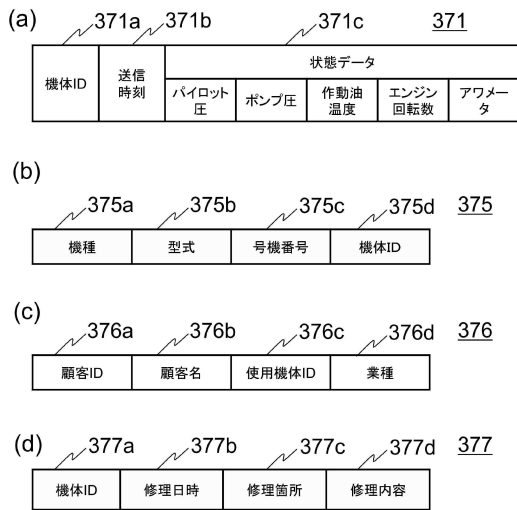 (a) 371a 371b 371c 371
機体ID 送信時刻 状態データ
パイロット圧 ポンプ圧 作動油温度 エンジン回転数 アワメータ
(b) 375a 375b 375c 375d 375
機種 型式 号機番号 機体ID
(c) 376a 376b 376c 376d 376
顧客ID 顧客名 使用機体ID 業種
(d) 377a 377b 377c 377d 377
機体ID 修理日時 修理箇所 修理内容